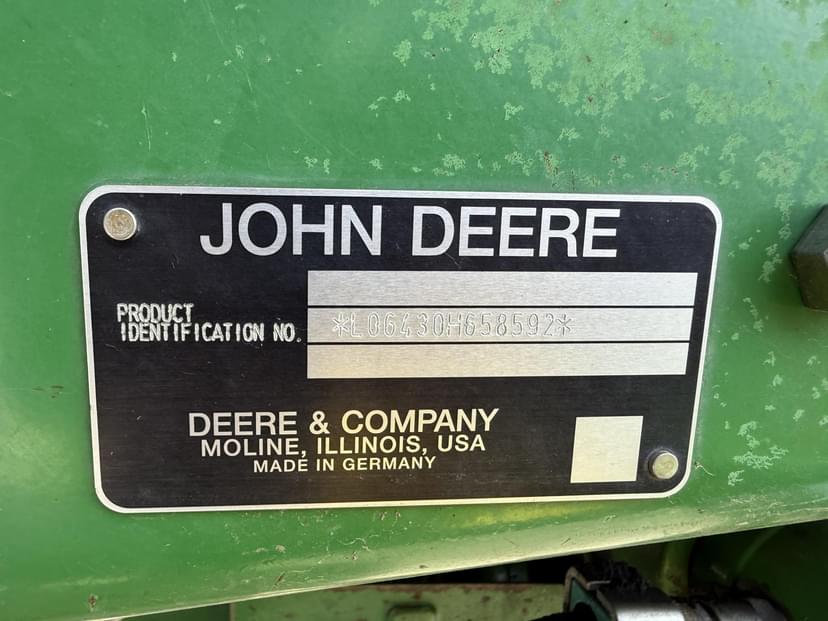 JOHN DEERE
PRODUCT
IDENTIFICATION NO.
*L06430H658592*
DEERE & COMPANY
MOLINE, ILLINOIS, USA
MADE IN GERMANY